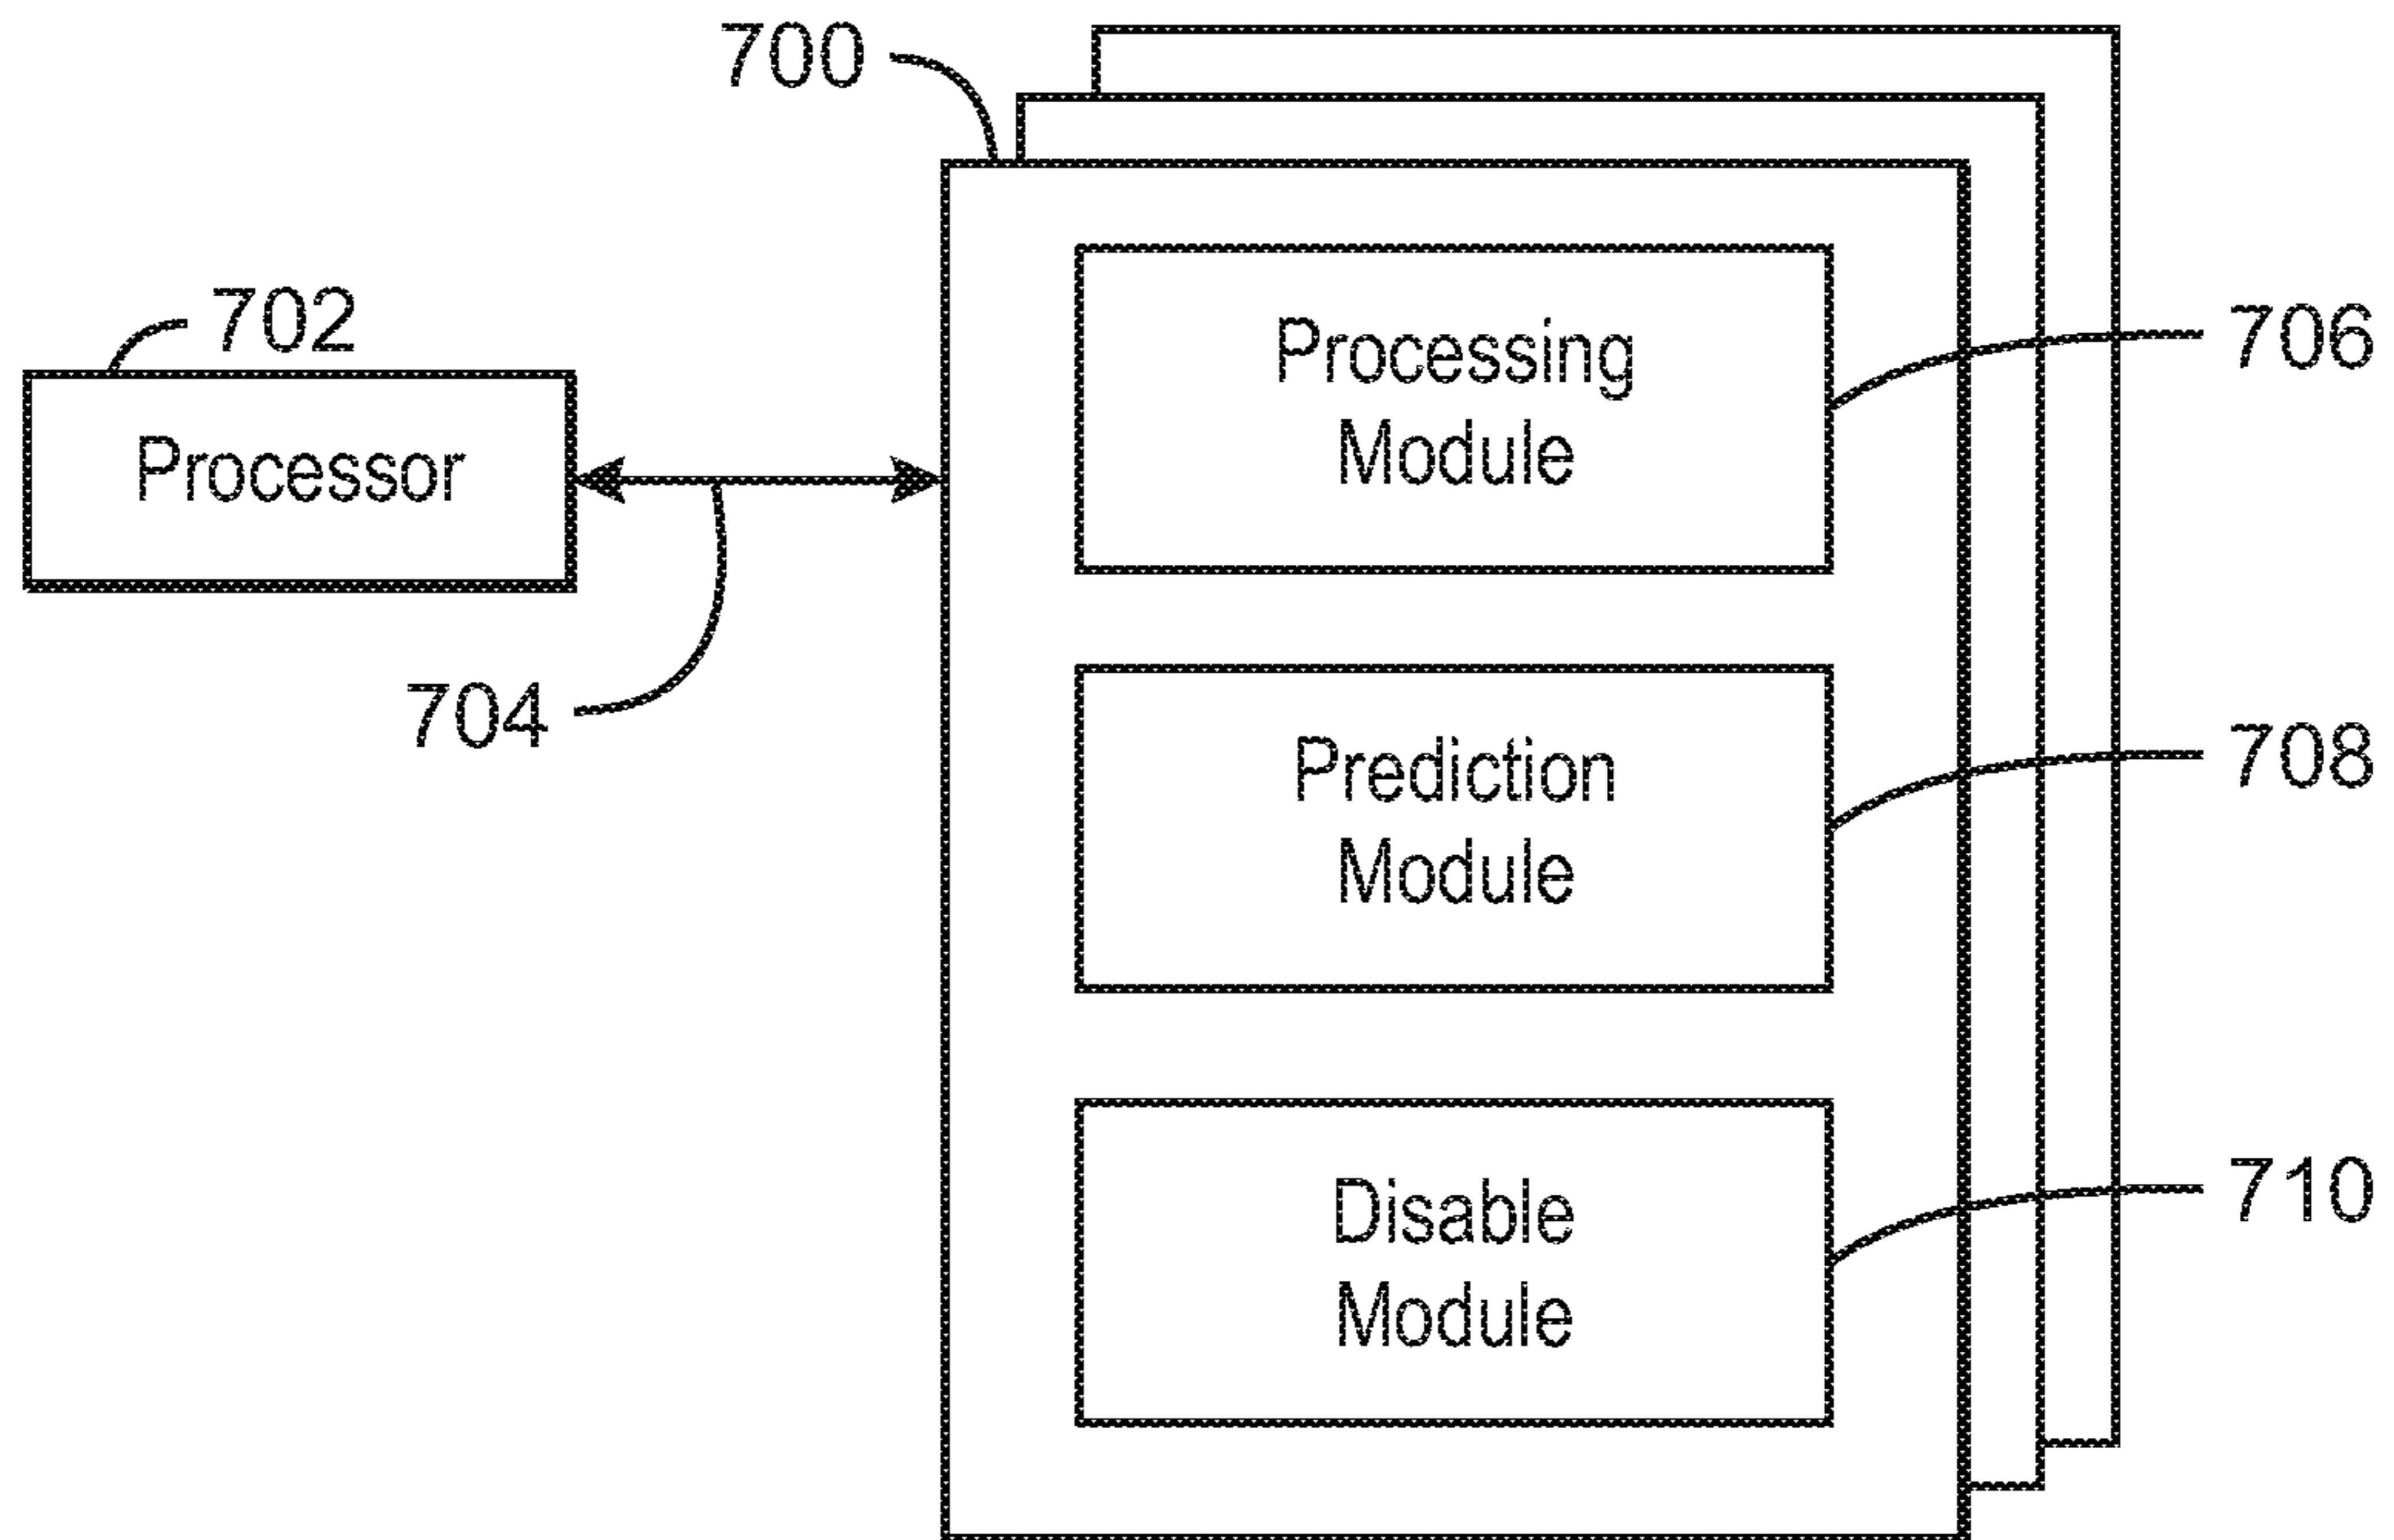 700
702
Processor
704
Processing
Module
706
Prediction
Module
708
Disable
Module
710